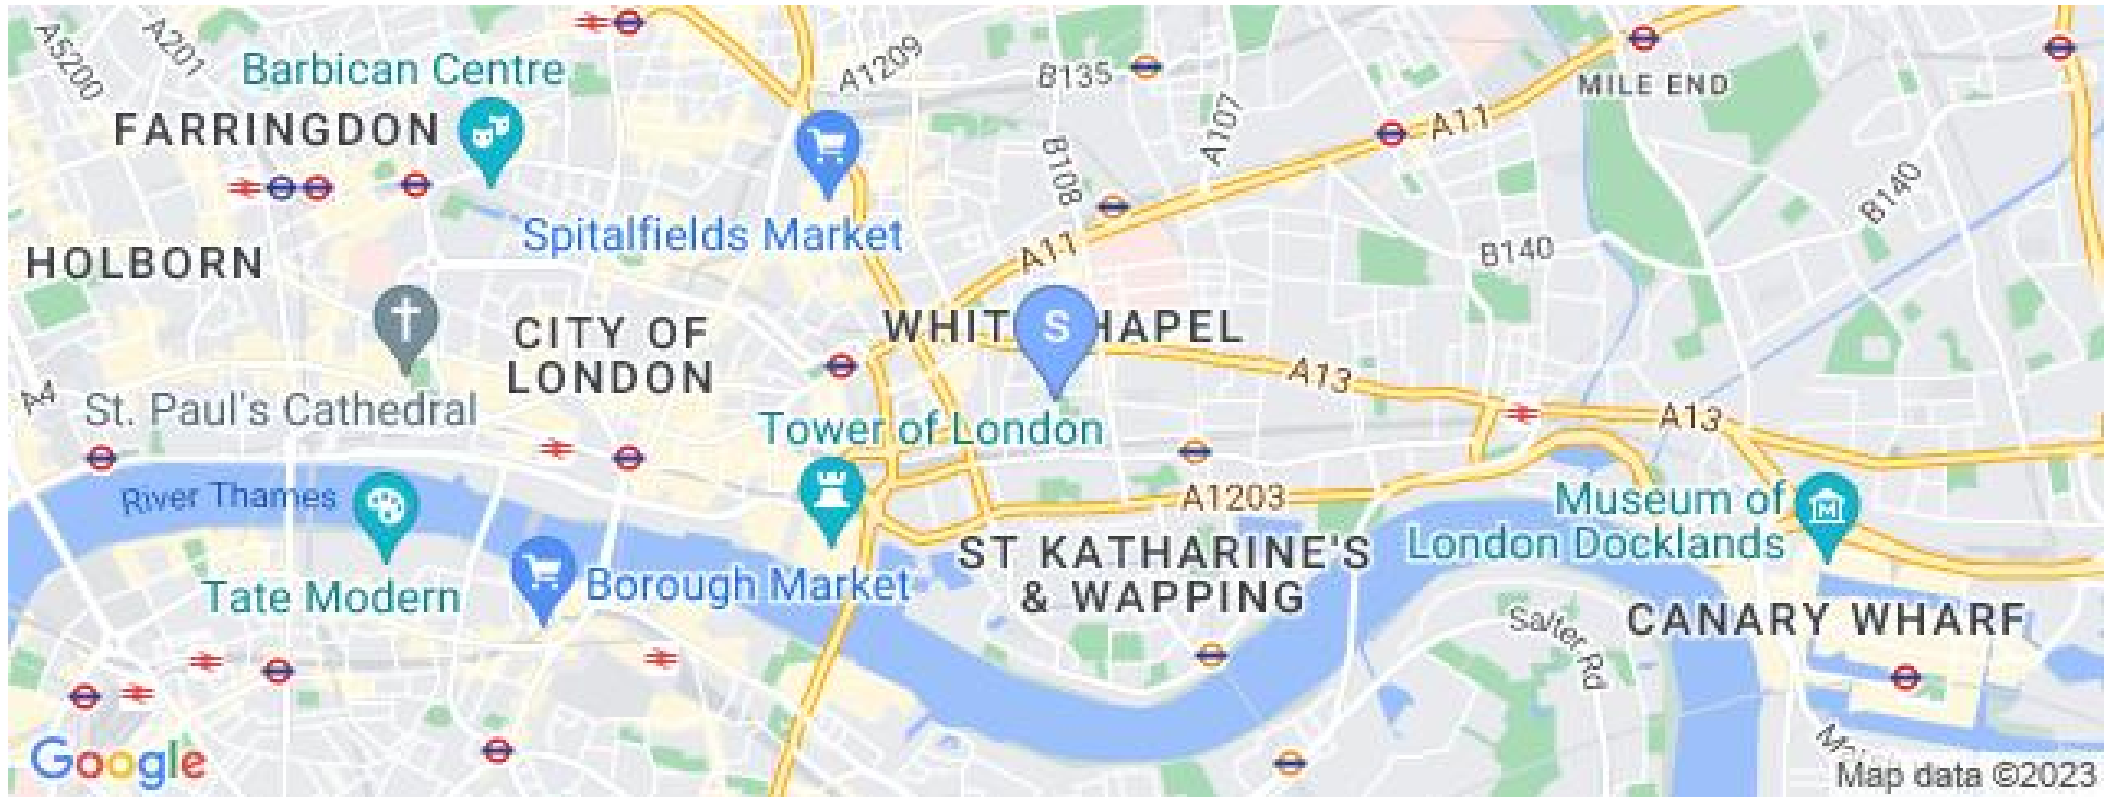 A5200
A201
Barbican Centre
A1209
B135
MILE END
FARRINGDON
A107
A11
B108
B140
Spitalfields Market
A11
B140
HOLBORN
CITY OF
LONDON
S
A13
A4
St. Paul's Cathedral
Tower of London
A13
River Thames
A1203
Museum of
London Docklands
ST KATHARINE'S
& WAPPING
Tate Modern
Borough Market
Salter Rd
CANARY WHARF
Google
Map data ©2023